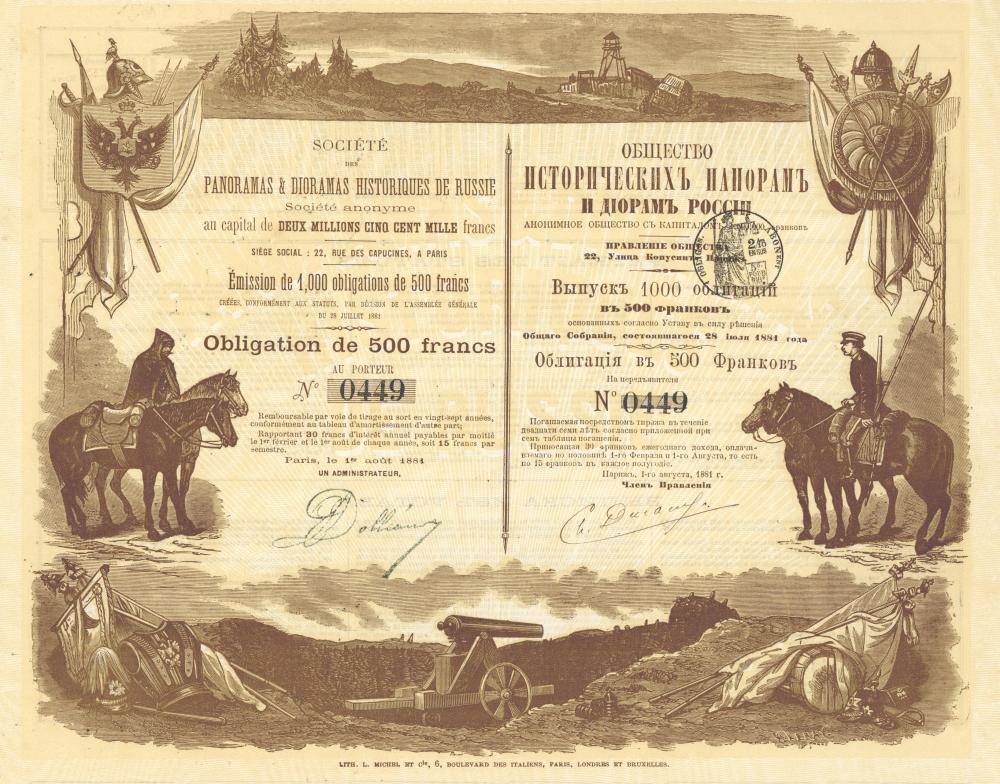 SOCIÉTÉ
DES
PANORAMAS & DIORAMAS HISTORIQUES DE RUSSIE
Société anonyme
au capital de DEUX MILLIONS CINQ CENT MILLE francs
SIÈGE SOCIAL : 22, RUE DES CAPUCINES, A PARIS
Émission de 1,000 obligations de 500 francs
CRÉÉES, CONFORMÉMENT AUX STATUTS, PAR DÉCISION DE L'ASSEMBLÉE GÉNÉRALE
DU 28 JUILLET 1881
Obligation de 500 francs
AU PORTEUR
No 0449
Remboursable par voie de tirage au sort en vingt-sept années,
conformément au tableau d'amortissement d'autre part;
Rapportant 30 francs d'intérêt annuel payables par moitié
le 1er février et le 1er août de chaque année, soit 15 francs par
semestre.
Paris, le 1er août 1881
UN ADMINISTRATEUR,
ОБЩЕСТВО
ИСТОРИЧЕСКИХЪ ПАНОРАМЪ
И ДІОРАМЪ РОССІИ
АНОНИМНОЕ ОБЩЕСТВО СЪ КАПИТАЛОМЪ франковъ
ПРАВЛЕНІЕ ОБЩЕСТВА
22, Улица Копусинъ
Выпускъ 1000 облигацій
въ 500 Франковъ
основанныхъ согласно Уставу въ силу рѣшенія
Общаго Собранія, состоявшагося 28 Іюля 1881 года
Облигація въ 500 Франковъ
На передъявителя
No 0449
Погашаемая посредствомъ тиража въ теченіе
двадцати семи лѣтъ согласно приложенной при
семъ таблицы погашенія.
Приносящая 30 франковъ ежегоднаго дохода, оплачи-
ваемаго по половинѣ 1-го Февраля и 1-го Августа, то есть
по 15 франковъ въ каждое полугодіе.
Парижъ, 1-го августа, 1881 г.
Членъ Правленія
LITH. L. MICHEL ET Cie, 6, BOULEVARD DES ITALIENS, PARIS, LONDRES ET BRUXELLES.